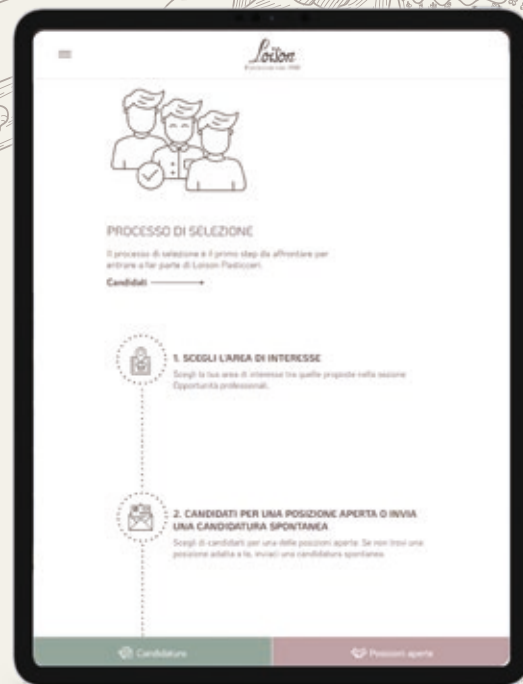 Loison
PROCESSO DI SELEZIONE
Il processo di selezione è il primo step da affrontare per
entrare a far parte di Loison Pasticceri.
Candidati
1. SCEGLI L'AREA DI INTERESSE
Scegli la tua area di interesse tra quelle proposte nella sezione
Opportunità professionali.
2. CANDIDATI PER UNA POSIZIONE APERTA O INVIA
UNA CANDIDATURA SPONTANEA
Scegli di candidarti per una delle posizioni aperte. Se non trovi una
posizione adatta a te, inviaci una candidatura spontanea.
Candidatura
Posizioni aperte